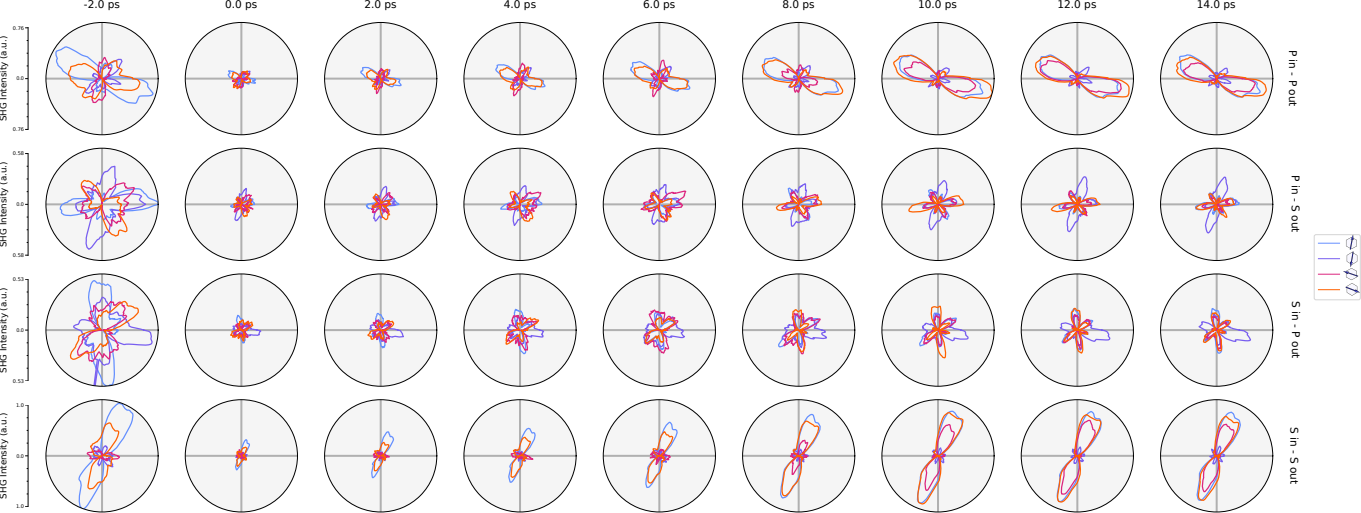 -2.0 ps 0.0 ps 2.0 ps 4.0 ps 6.0 ps 8.0 ps 10.0 ps 12.0 ps 14.0 ps
SHG Intensity (a.u.)
0.76
0.0
0.76
P in - P out
SHG Intensity (a.u.)
0.58
0.0
0.58
P in - S out
SHG Intensity (a.u.)
0.53
0.0
0.53
S in - P out
SHG Intensity (a.u.)
1.0
0.0
1.0
S in - S out